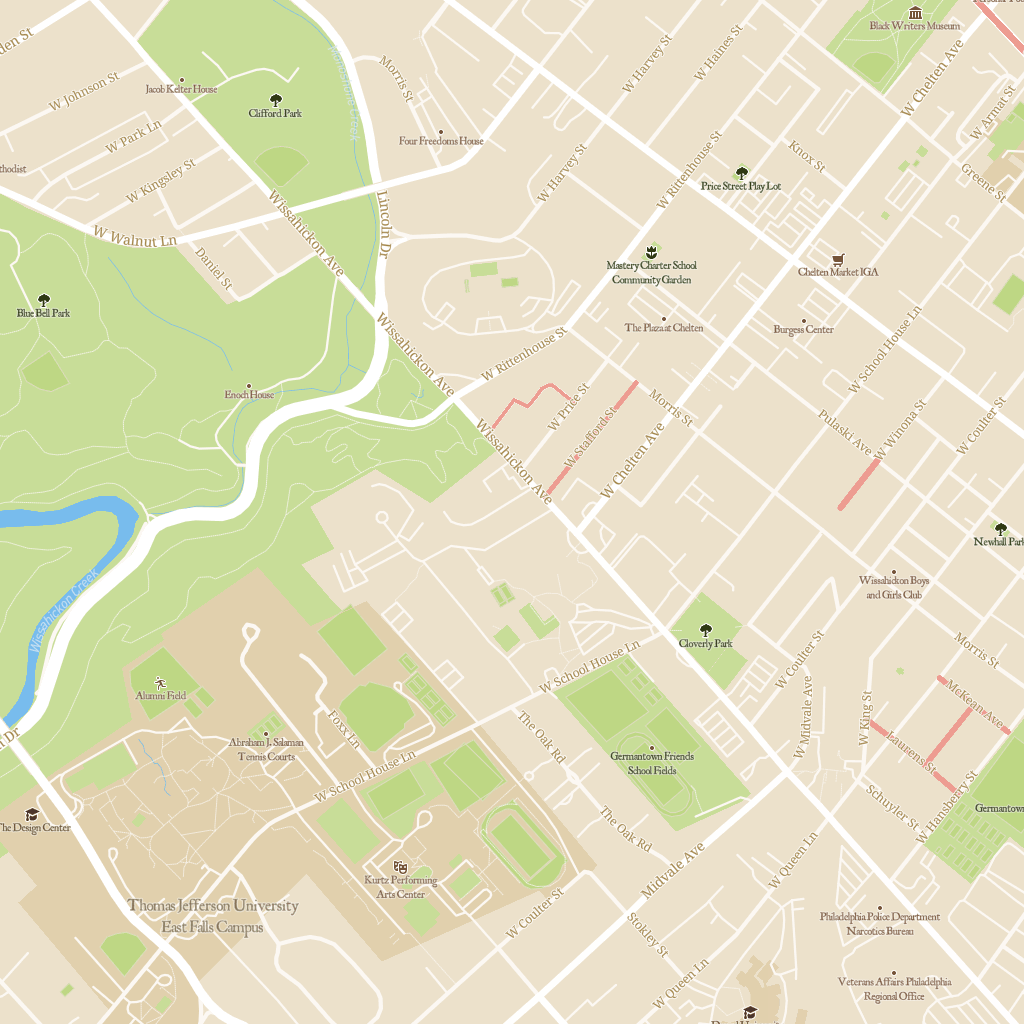 Black Writers Museum
W Harvey St
W Haines St
W Chelten Ave
W Johnson St
Jacob Kelter House
Morris St
Clifford Park
W Armat St
W Park Ln
Four Freedoms House
Knox St
W Kingsley St
W Harvey St
W Rittenhouse St
Price Street Play Lot
Greene St
Wissahickon Ave
Lincoln Dr
W Walnut Ln
Daniel St
Mastery Charter School
Community Garden
Chelten Market IGA
Blue Bell Park
The Plaza at Chelten
Burgess Center
Wissahickon Ave
W Rittenhouse St
W School House Ln
Enoch House
W Price St
Morris St
Wissahickon Ave
W Stafford St
W Chelten Ave
Pulaski Ave
W Winona St
W Coulter St
Newhall Park
Wissahickon Creek
Wissahickon Boys
and Girls Club
Cloverly Park
W School House Ln
W Coulter St
Morris St
Alumni Field
McKean Ave
W Midvale Ave
W King St
Foxx Ln
The Oak Rd
Abraham J. Salaman
Tennis Courts
Germantown Friends
School Fields
Laurens St
W School House Ln
Schuyler St
W Hansberry St
Germantown
The Design Center
The Oak Rd
Midvale Ave
W Queen Ln
Kurtz Performing
Arts Center
Thomas Jefferson University
East Falls Campus
W Coulter St
Stokley St
Philadelphia Police Department
Narcotics Bureau
W Queen Ln
Veterans Affairs Philadelphia
Regional Office